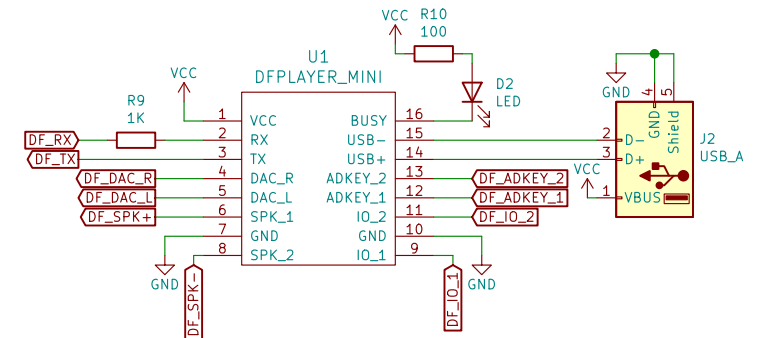 VCC
R10
100
U1
DFPLAYER_MINI
VCC
R9
1K
D2
LED
GND
4
5
GND
Shield
J2
USB_A
1
VCC
BUSY
16
DF_RX
2
RX
USB-
15
2
D-
DF_TX
3
TX
USB+
14
3
D+
DF_DAC_R
4
DAC_R
ADKEY_2
13
DF_ADKEY_2
VCC
DF_DAC_L
5
DAC_L
ADKEY_1
12
DF_ADKEY_1
1
VBUS
DF_SPK+
6
SPK_1
IO_2
11
DF_IO_2
7
GND
GND
10
8
SPK_2
IO_1
9
GND
DF_SPK-
DF_IO_1
GND